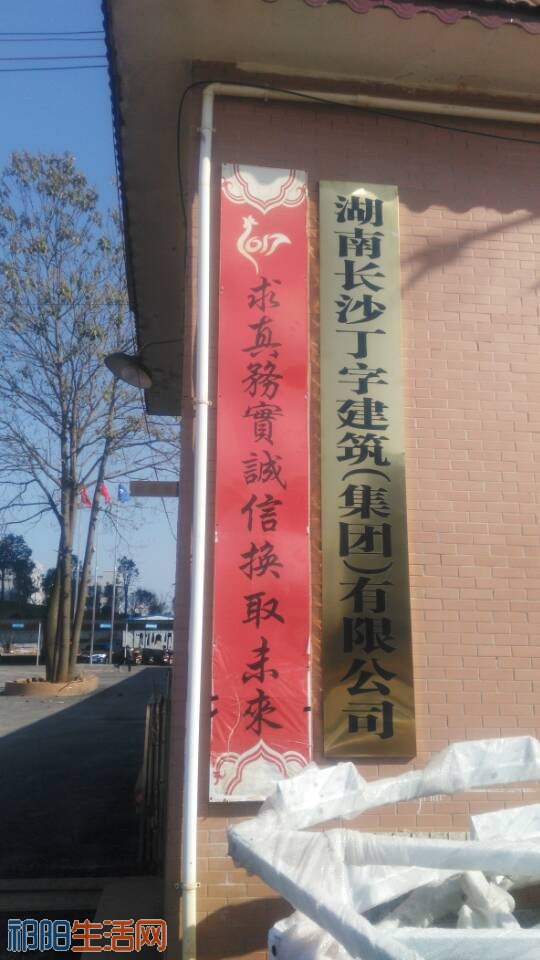 2017
求真務實誠信換取未來
湖南长沙丁字建筑(集团)有限公司
祁阳生活网